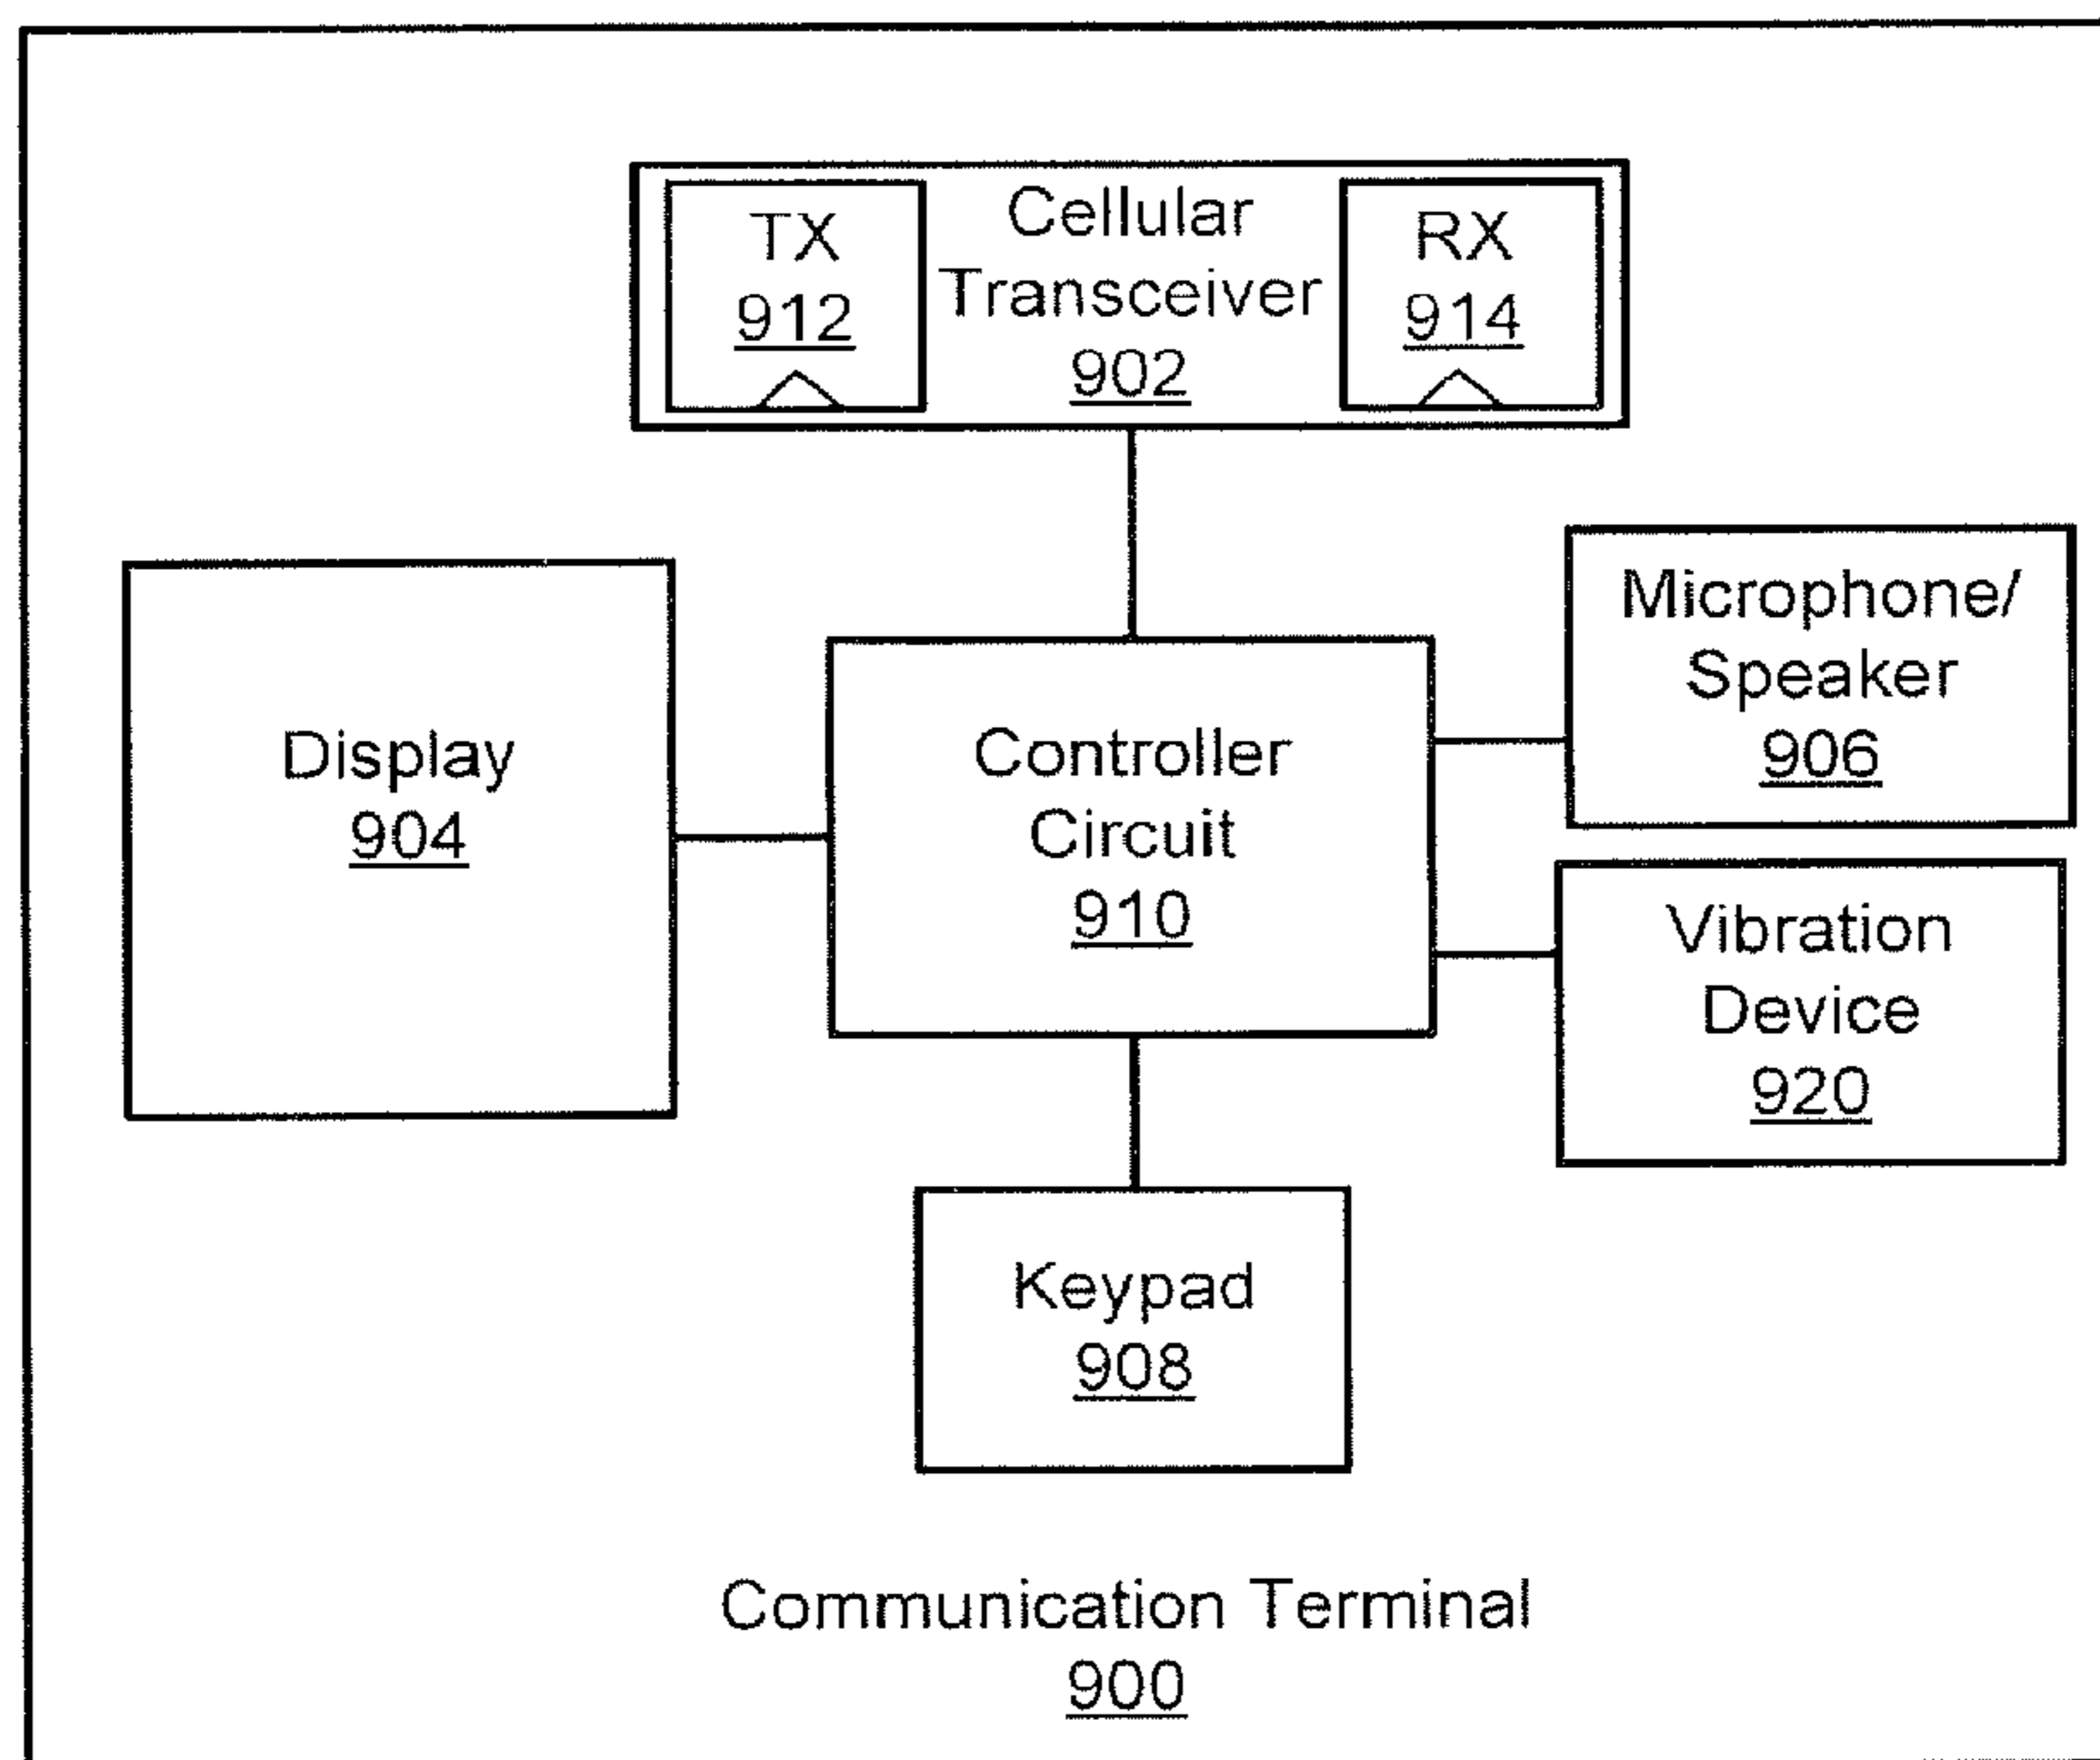 TX
912
Cellular
Transceiver
902
RX
914
Display
904
Controller
Circuit
910
Microphone/
Speaker
906
Vibration
Device
920
Keypad
908
Communication Terminal
900